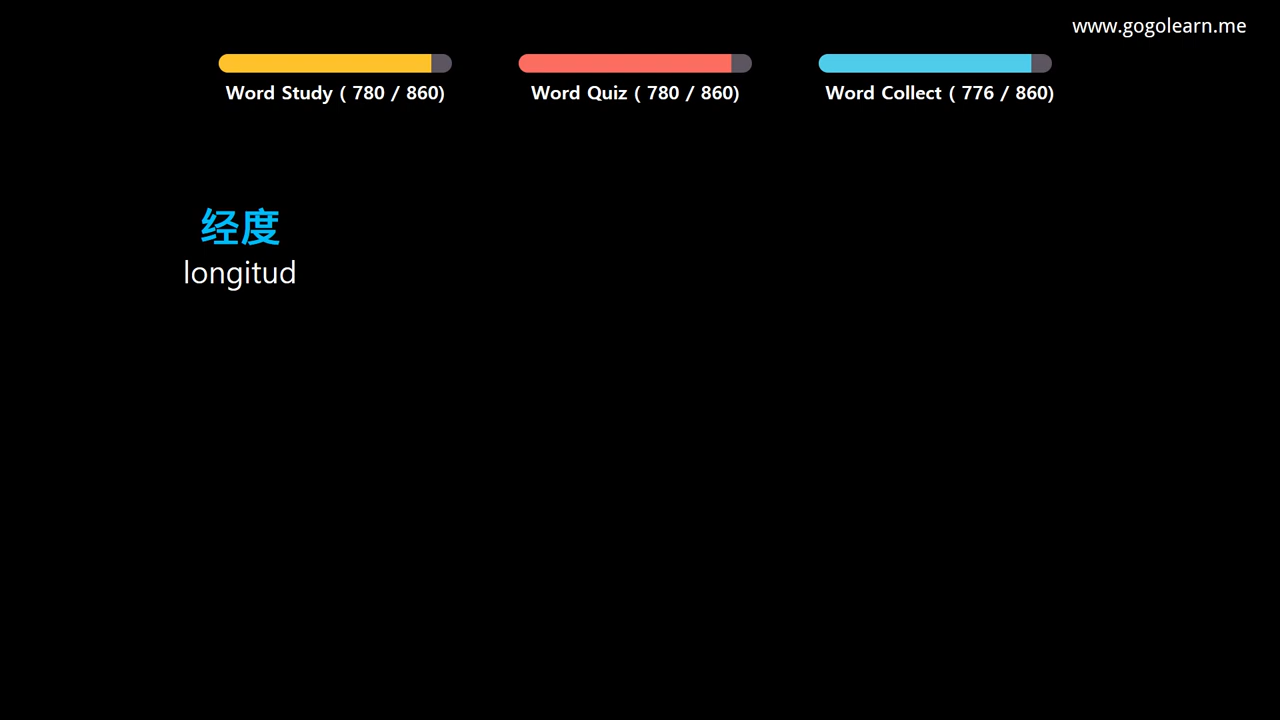 www.gogolearn.me
Word Study ( 780 / 860)
Word Quiz ( 780 / 860)
Word Collect ( 776 / 860)
经度
longitud